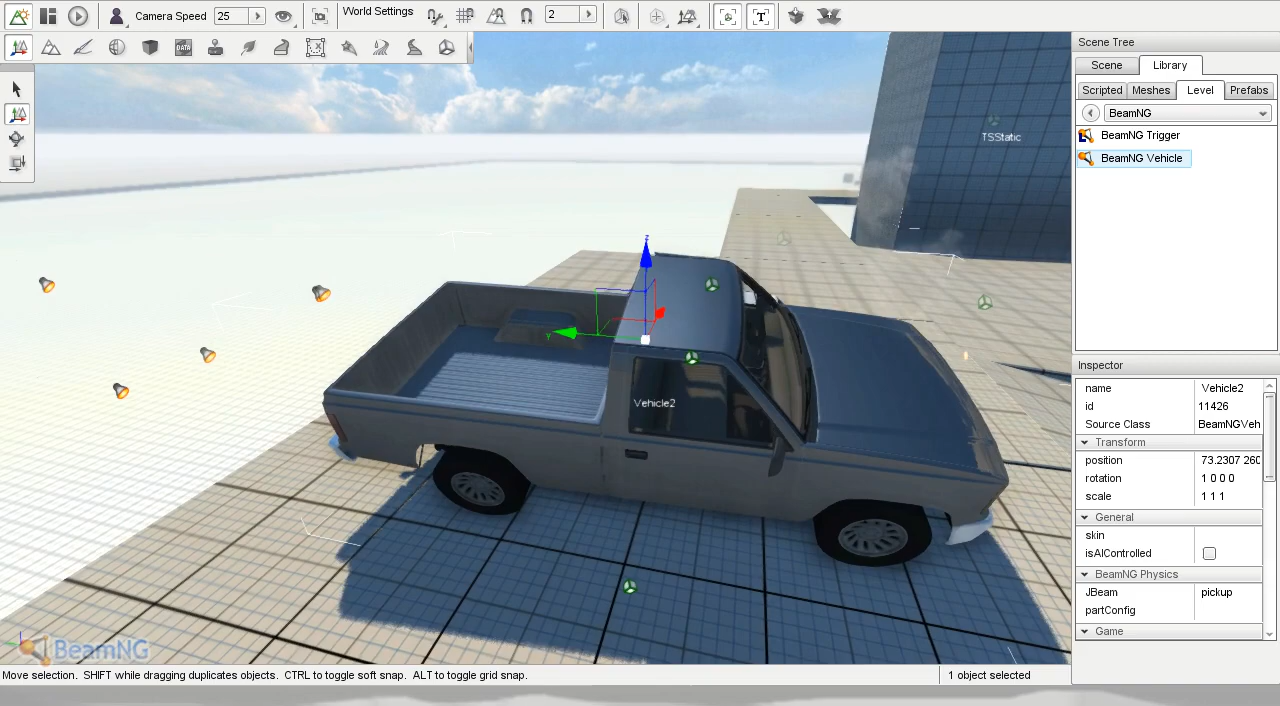 Camera Speed 25 World Settings 2
DATA T
Scene Tree
Scene Library
Scripted Meshes Level Prefabs
BeamNG
BeamNG Trigger
BeamNG Vehicle
TSStatic
z
Y
Vehicle2
Inspector
name Vehicle2
id 11426
Source Class BeamNGVeh
Transform
position 73.2307 260
rotation 1 0 0 0
scale 1 1 1
General
skin
isAIControlled
BeamNG Physics
JBeam pickup
partConfig
Game
BeamNG
Move selection. SHIFT while dragging duplicates objects. CTRL to toggle soft snap. ALT to toggle grid snap. 1 object selected